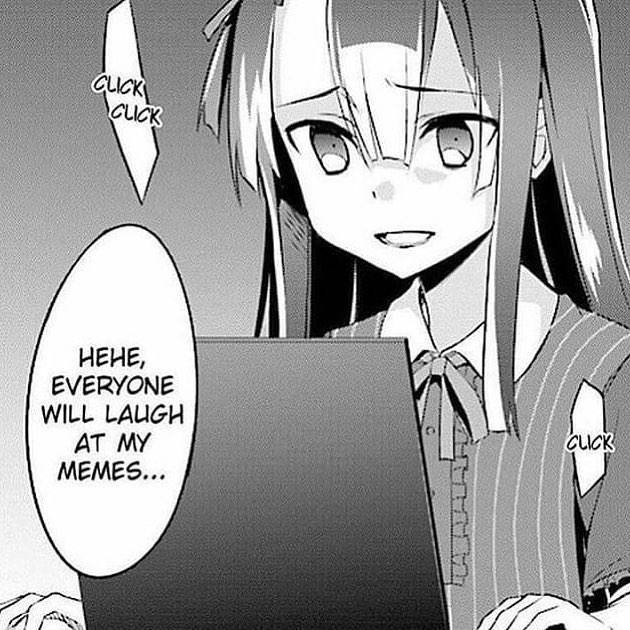 CLICK
CLICK
HEHE,
EVERYONE
WILL LAUGH
AT MY
MEMES...
CLICK